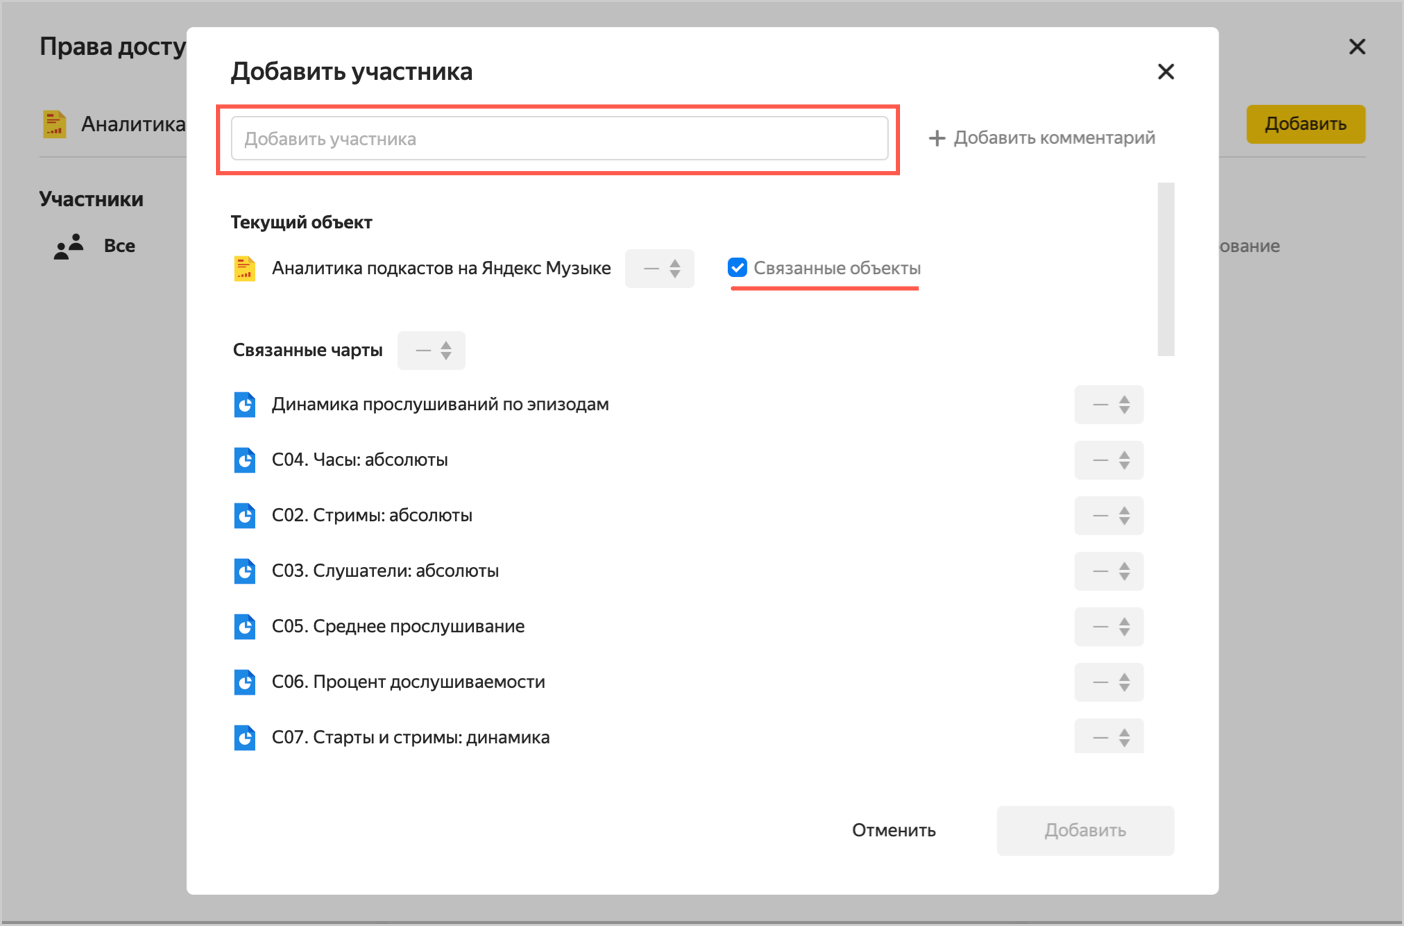 Права досту
Добавить участника
Аналитика
Добавить участника
Добавить комментарий
Добавить
Участники
Текущий объект
Все
ование
Аналитика подкастов на Яндекс Музыке
—
Связанные объекты
Связанные чарты
—
Динамика прослушиваний по эпизодам
—
C04. Часы: абсолюты
—
C02. Стримы: абсолюты
—
C03. Слушатели: абсолюты
—
C05. Среднее прослушивание
—
C06. Процент дослушиваемости
—
C07. Старты и стримы: динамика
—
Отменить
Добавить